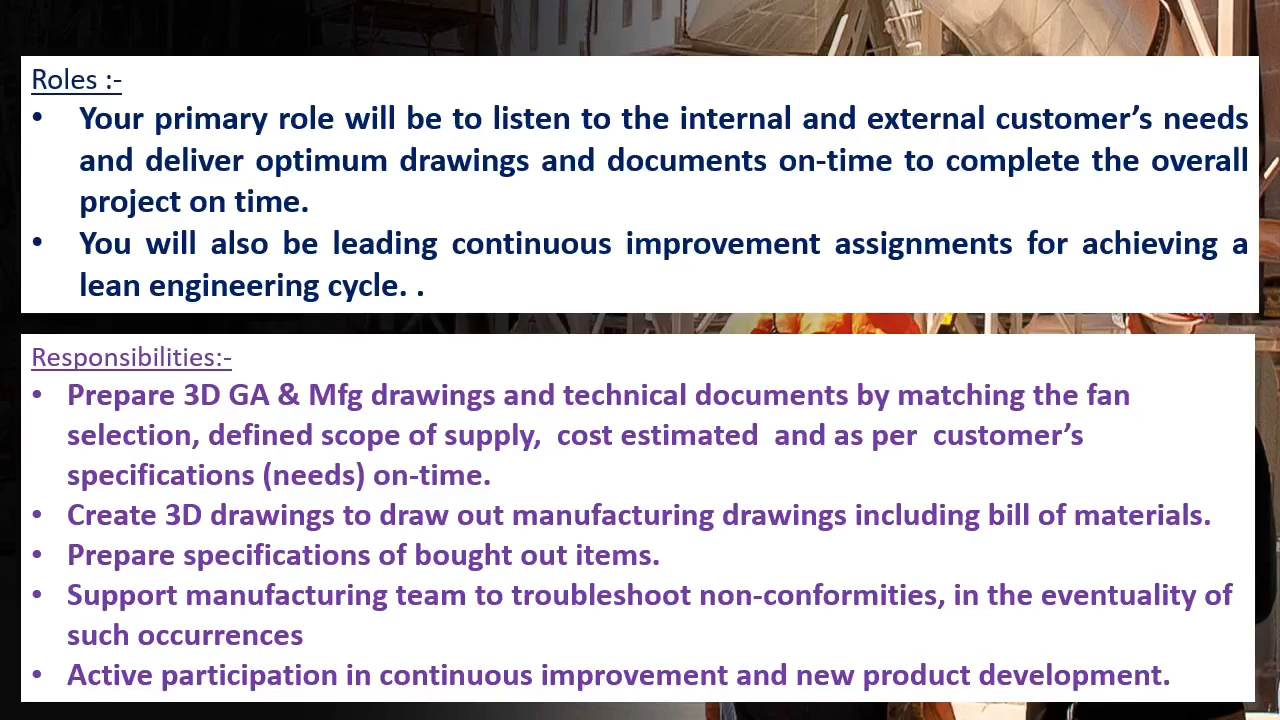 Roles :-
• Your primary role will be to listen to the internal and external customer’s needs
and deliver optimum drawings and documents on-time to complete the overall
project on time.
• You will also be leading continuous improvement assignments for achieving a
lean engineering cycle. .
Responsibilities:-
• Prepare 3D GA & Mfg drawings and technical documents by matching the fan
selection, defined scope of supply,  cost estimated  and as per  customer’s
specifications (needs) on-time.
• Create 3D drawings to draw out manufacturing drawings including bill of materials.
• Prepare specifications of bought out items.
• Support manufacturing team to troubleshoot non-conformities, in the eventuality of
such occurrences
• Active participation in continuous improvement and new product development.